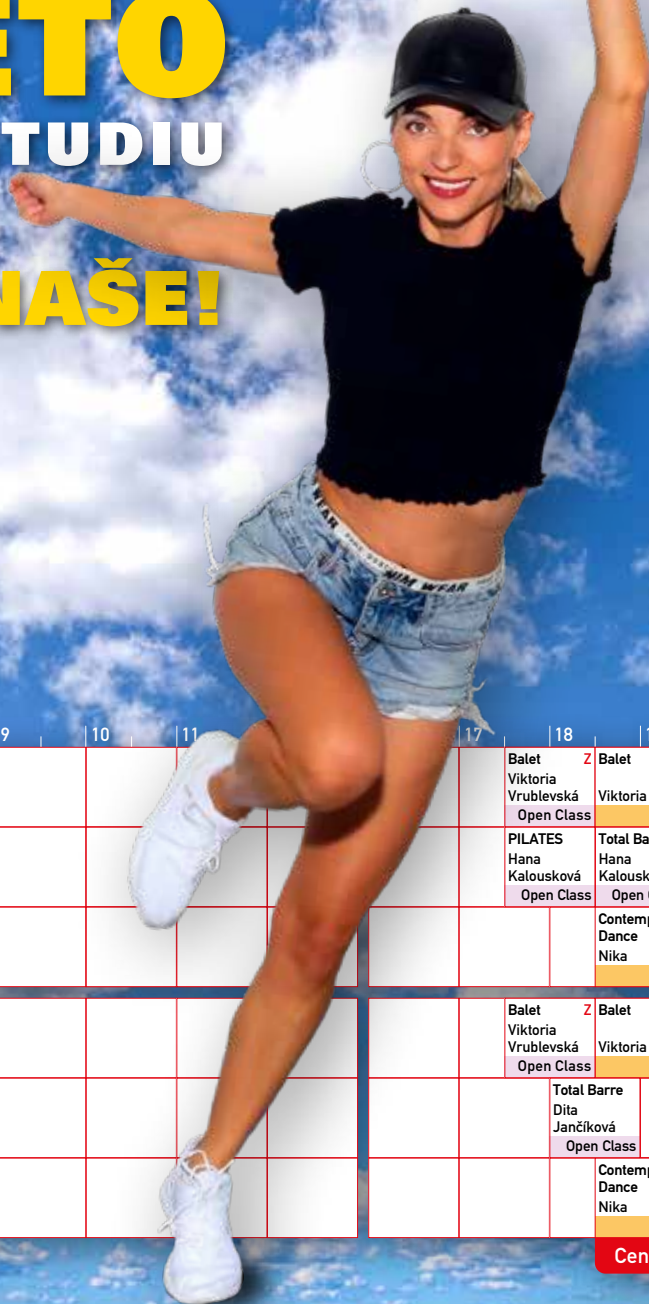 ETO
TUDIU
NAŠE!
WEAR
NIM WEAR
9 10 11 17 18
Balet Z
Viktoria
Vrublevská
Open Class
Balet
Viktoria
PILATES
Hana
Kalousková
Open Class
Total Ba
Hana
Kalousk
Open
Contemp
Dance
Nika
Balet Z
Viktoria
Vrublevská
Open Class
Balet
Viktoria
Total Barre
Dita
Jančíková
Open Class
Contemp
Dance
Nika
Cen